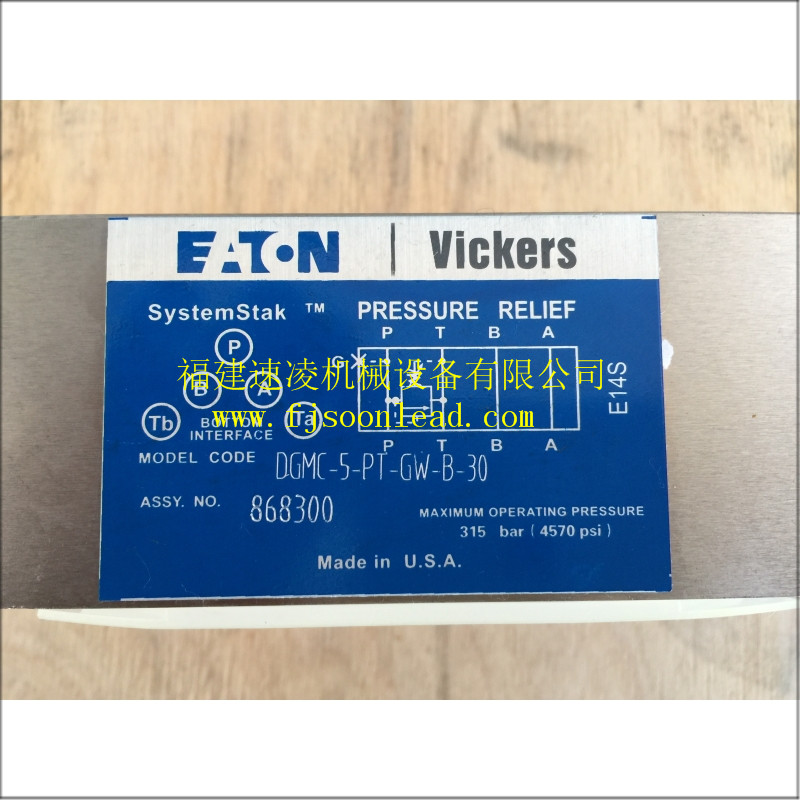 EATON | Vickers
SystemStak ™ PRESSURE RELIEF
P T B A
P
G
B A
福建速凌机械设备有限公司
www.fjsoonlead.com
Tb Ta
BOTTOM
INTERFACE
E14S
P T B A
MODEL CODE DGMC-5-PT-GW-B-30
ASSY. NO. 868300
MAXIMUM OPERATING PRESSURE
315 bar (4570 psi)
Made in U.S.A.